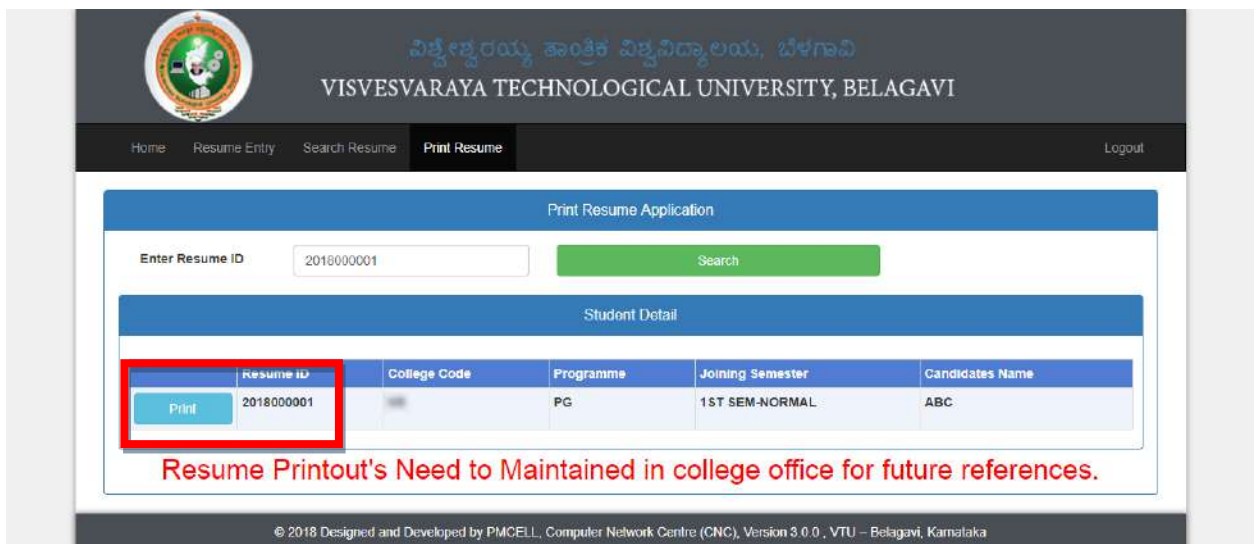 ವಿಶ್ವೇಶ್ವರಯ್ಯ ತಾಂತ್ರಿಕ ವಿಶ್ವವಿದ್ಯಾಲಯ, ಬೆಳಗಾವಿ
VISVESVARAYA TECHNOLOGICAL UNIVERSITY, BELAGAVI
Home Resume Entry Search Resume Print Resume Logout
Print Resume Application
Enter Resume ID 2018000001 Search
Student Detail
Resume ID College Code Programme Joining Semester Candidates Name
Print 2018000001 PG 1ST SEM-NORMAL ABC
Resume Printout's Need to Maintained in college office for future references.
© 2018 Designed and Developed by PMCELL, Computer Network Centre (CNC), Version 3.0.0 , VTU – Belagavi, Karnataka